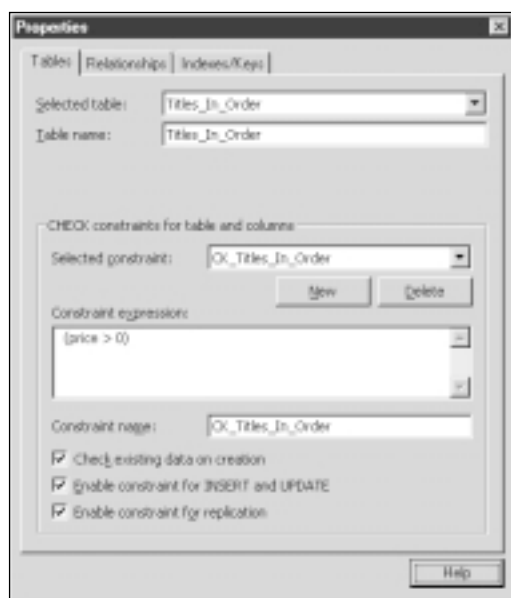 Properties
Tables Relationships Indexes/Keys
Selected table: Titles_In_Order
Table name: Titles_In_Order
CHECK constraints for table and columns
Selected constraint: CK_Titles_In_Order
New Delete
Constraint expression:
(price > 0)
Constraint name: CK_Titles_In_Order
Check existing data on creation
Enable constraint for INSERT and UPDATE
Enable constraint for replication
Help